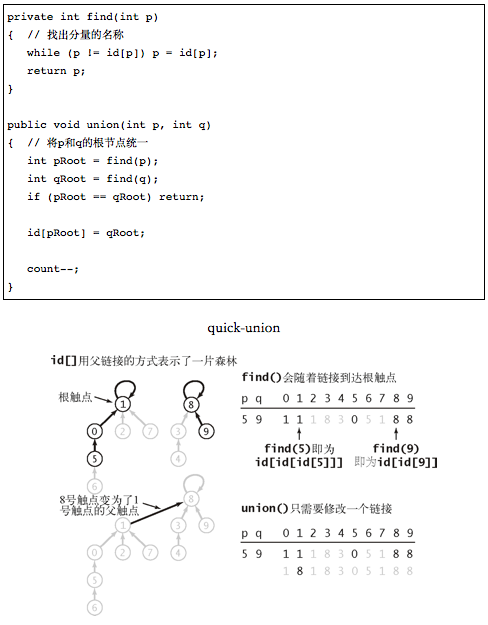 private int find(int p)
{  // 找出分量的名称
   while (p != id[p]) p = id[p];
   return p;
}
public void union(int p, int q)
{  // 将p和q的根节点统一
   int pRoot = find(p);
   int qRoot = find(q);
   if (pRoot == qRoot) return;
   id[pRoot] = qRoot;
   count--;
}
quick-union
id[]用父链接的方式表示了一片森林
根触点
1
8
0
2
7
3
9
5
4
6
8号触点变为了1
号触点的父触点
8
1
3
9
0
2
7
4
5
6
find()会随着链接到达根触点
p q 0 1 2 3 4 5 6 7 8 9
5 9 1 1 1 8 3 0 5 1 8 8
find(5)即为
id[id[id[5]]]
find(9)
即为id[id[9]]
union()只需要修改一个链接
p q 0 1 2 3 4 5 6 7 8 9
5 9 1 1 1 8 3 0 5 1 8 8
1 8 1 8 3 0 5 1 8 8